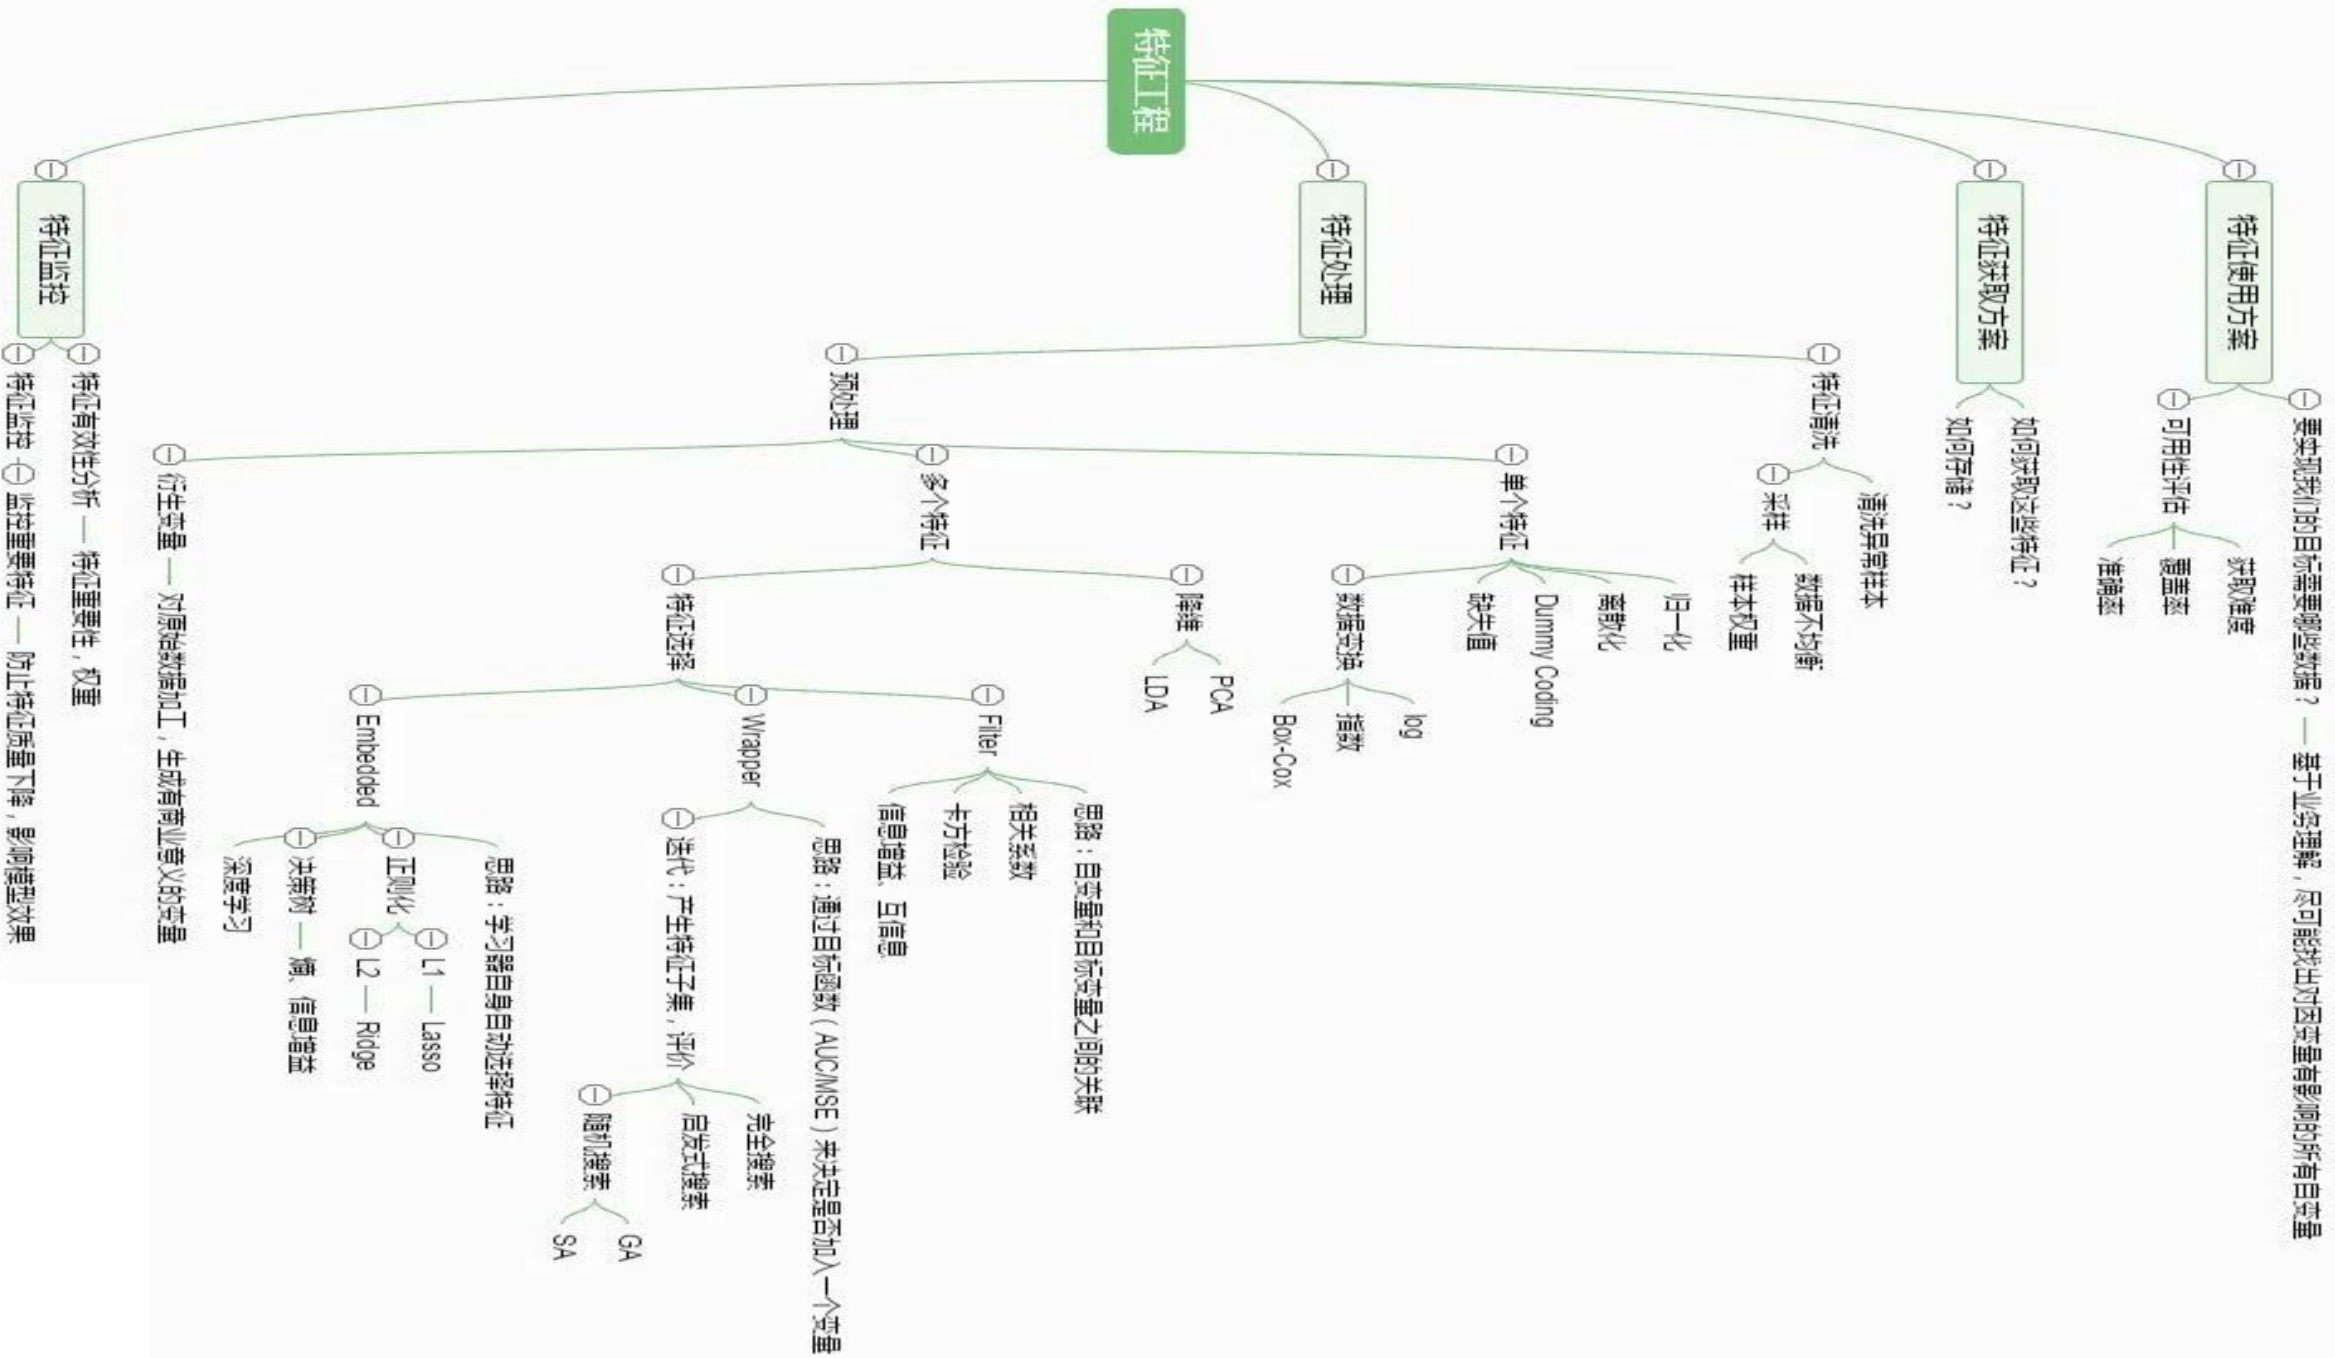 特征工程
特征使用方案
要实现我们的目标需要哪些数据？
基于业务理解，尽可能找出对因变量有影响的所有自变量
可用性评估
获取难度
覆盖率
准确率
特征获取方案
如何获取这些特征？
如何存储？
特征处理
特征清洗
清洗异常样本
采样
数据不均衡
样本权重
预处理
单个特征
归一化
离散化
Dummy Coding
缺失值
数据变换
log
指数
Box-Cox
多个特征
降维
PCA
LDA
特征选择
Filter
思路：自变量和目标变量之间的关联
相关系数
卡方检验
信息增益、互信息
Wrapper
思路：通过目标函数（AUC/MSE）来决定是否加入一个变量
迭代：产生特征子集，评价
完全搜索
启发式搜索
随机搜索
GA
SA
Embedded
思路：学习器自身自动选择特征
正则化
L1
Lasso
L2
Ridge
决策树
熵、信息增益
深度学习
衍生变量
对原始数据加工，生成有商业意义的变量
特征监控
特征有效性分析
特征重要性，权重
特征监控
监控重要特征
防止特征质量下降，影响模型效果